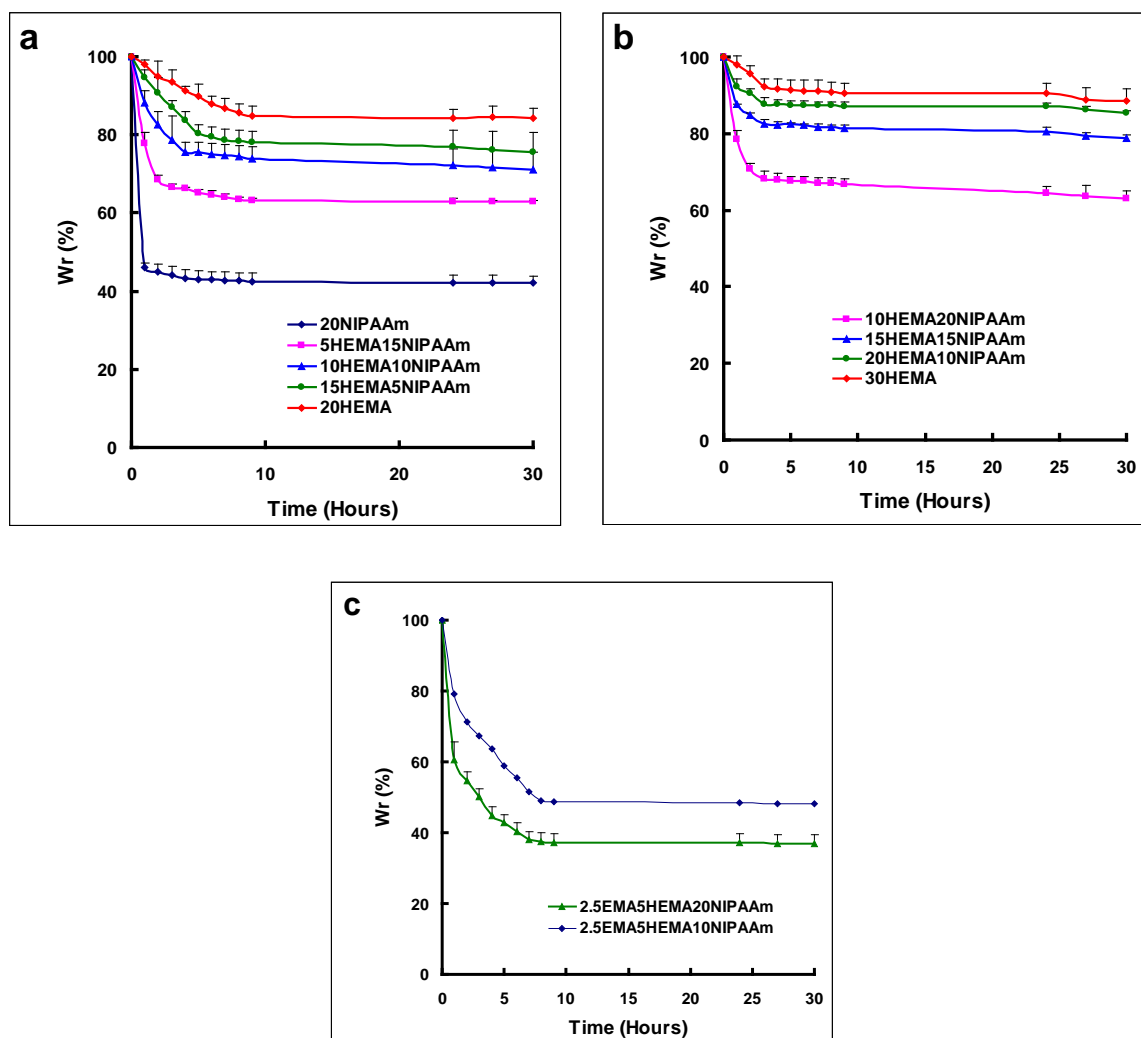 a
100
80
60
40
20
0
Wr (%)
20NIPAAm
5HEMA15NIPAAm
10HEMA10NIPAAm
15HEMA5NIPAAm
20HEMA
0 10 20 30
Time (Hours)
b
100
80
60
40
20
0
Wr (%)
10HEMA20NIPAAm
15HEMA15NIPAAm
20HEMA10NIPAAm
30HEMA
0 5 10 15 20 25 30
Time (Hours)
c
100
80
60
40
20
0
Wr (%)
2.5EMA5HEMA20NIPAAm
2.5EMA5HEMA10NIPAAm
0 5 10 15 20 25 30
Time (Hours)